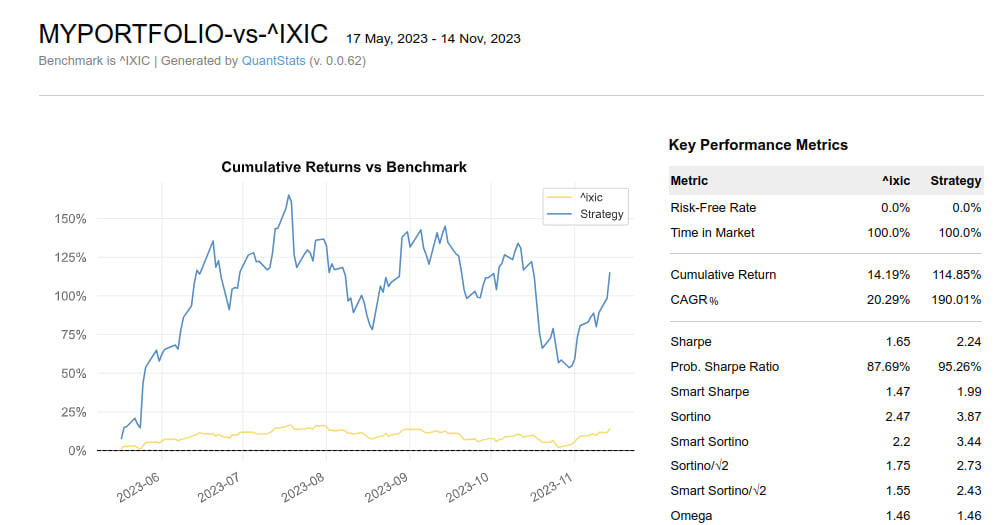 MYPORTFOLIO-vs-^IXIC 17 May, 2023 - 14 Nov, 2023
Benchmark is ^IXIC | Generated by QuantStats (v. 0.0.62)
Cumulative Returns vs Benchmark
^ixic
Strategy
150%
125%
100%
75%
50%
25%
0%
2023-06
2023-07
2023-08
2023-09
2023-10
2023-11
Key Performance Metrics
Metric ^ixic Strategy
Risk-Free Rate 0.0% 0.0%
Time in Market 100.0% 100.0%
Cumulative Return 14.19% 114.85%
CAGR﹪ 20.29% 190.01%
Sharpe 1.65 2.24
Prob. Sharpe Ratio 87.69% 95.26%
Smart Sharpe 1.47 1.99
Sortino 2.47 3.87
Smart Sortino 2.2 3.44
Sortino/√2 1.75 2.73
Smart Sortino/√2 1.55 2.43
Omega 1.46 1.46